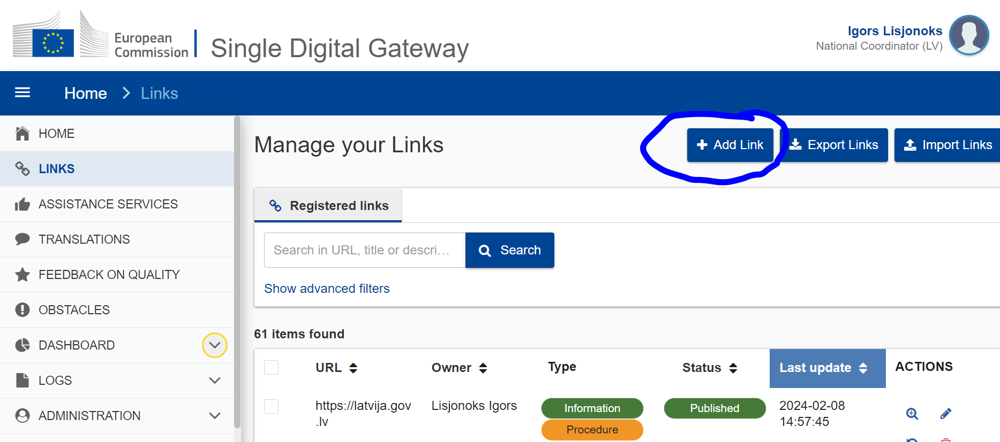 European
Commission
Single Digital Gateway
Igors Lisjonoks
National Coordinator (LV)
Home Links
HOME
LINKS
ASSISTANCE SERVICES
TRANSLATIONS
FEEDBACK ON QUALITY
OBSTACLES
DASHBOARD
LOGS
ADMINISTRATION
Manage your Links
+ Add Link
Export Links
Import Links
Registered links
Search in URL, title or descri…
Search
Show advanced filters
61 items found
URL Owner Type Status Last update ACTIONS
https://latvija.gov
.lv
Lisjonoks Igors
Information
Procedure
Published
2024-02-08
14:57:45